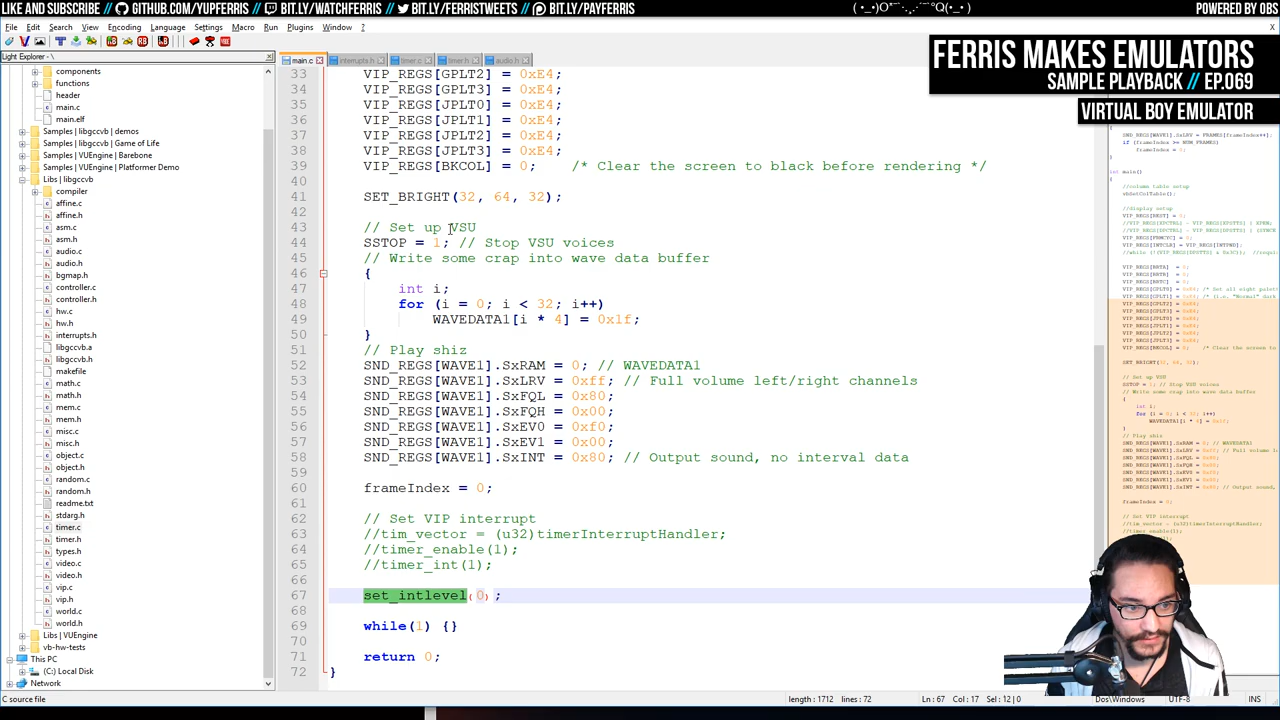 LIKE AND SUBSCRIBE // GITHUB.COM/YUPFERRIS // BIT.LY/WATCHFERRIS // BIT.LY/FERRISTWEETS // BIT.LY/PAYFERRIS
POWERED BY OBS
File Edit Search View Encoding Language Settings Macro Run Plugins Window ?
Light Explorer
main.c interrupts.h timer.c timer.h audio.h
FERRIS MAKES EMULATORS
SAMPLE PLAYBACK // EP.069
VIRTUAL BOY EMULATOR
components
functions
header
main.c
main.elf
Samples | libgccvb | demos
Samples | libgccvb | Game of Life
Samples | VUEngine | Barebone
Samples | VUEngine | Platformer Demo
Libs | libgccvb
compiler
affine.c
affine.h
asm.c
asm.h
audio.c
audio.h
bgmap.h
controller.c
controller.h
hw.c
hw.h
interrupts.h
libgccvb.a
libgccvb.h
makefile
math.c
math.h
mem.c
mem.h
misc.c
misc.h
object.c
object.h
random.c
random.h
readme.txt
stdarg.h
timer.c
timer.h
types.h
video.c
video.h
vip.c
vip.h
world.c
world.h
Libs | VUEngine
vb-hw-tests
This PC
(C:) Local Disk
Network
33 VIP_REGS[GPLT2] = 0xE4;
34 VIP_REGS[GPLT3] = 0xE4;
35 VIP_REGS[JPLT0] = 0xE4;
36 VIP_REGS[JPLT1] = 0xE4;
37 VIP_REGS[JPLT2] = 0xE4;
38 VIP_REGS[JPLT3] = 0xE4;
39 VIP_REGS[BKCOL] = 0; /* Clear the screen to black before rendering */
40
41 SET_BRIGHT(32, 64, 32);
42
43 // Set up VSU
44 SSTOP = 1; // Stop VSU voices
45 // Write some crap into wave data buffer
46 {
47 int i;
48 for (i = 0; i < 32; i++)
49 WAVEDATA1[i * 4] = 0x1f;
50 }
51 // Play shiz
52 SND_REGS[WAVE1].SxRAM = 0; // WAVEDATA1
53 SND_REGS[WAVE1].SxLRV = 0xff; // Full volume left/right channels
54 SND_REGS[WAVE1].SxFQL = 0x80;
55 SND_REGS[WAVE1].SxFQH = 0x00;
56 SND_REGS[WAVE1].SxEV0 = 0xf0;
57 SND_REGS[WAVE1].SxEV1 = 0x00;
58 SND_REGS[WAVE1].SxINT = 0x80; // Output sound, no interval data
59
60 frameIndex = 0;
61
62 // Set VIP interrupt
63 //tim_vector = (u32)timerInterruptHandler;
64 //timer_enable(1);
65 //timer_int(1);
66
67 set_intlevel(0);
68
69 while(1) {}
70
71 return 0;
72 }
C source file
length : 1712 lines : 72
Ln : 67 Col : 17 Sel : 12 | 0
Dos\Windows
UTF-8
INS